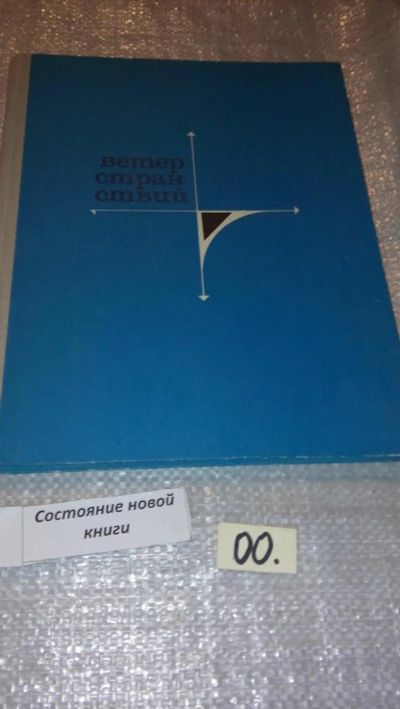 ветер
стран
ствий
Состояние новой
книги
00.